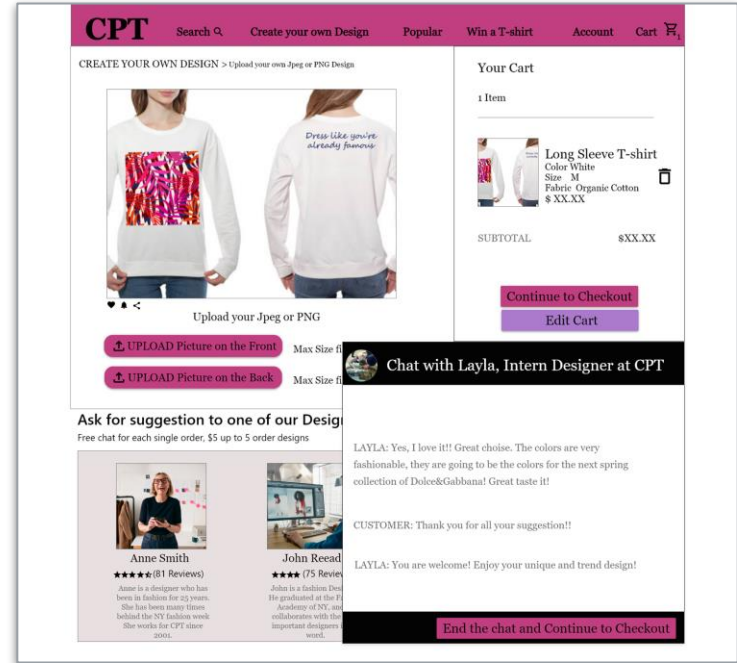 CPT Search Create your own Design Popular Win a T-shirt Account Cart 1
CREATE YOUR OWN DESIGN > Upload your own Jpeg or PNG Design
Dress like you're
already famous
Upload your Jpeg or PNG
UPLOAD Picture on the Front Max Size fi
UPLOAD Picture on the Back Max Size fi
Your Cart
1 Item
Long Sleeve T-shirt
Color White
Size M
Fabric Organic Cotton
$ XX.XX
SUBTOTAL $XX.XX
Continue to Checkout
Edit Cart
Ask for suggestion to one of our Desig
Free chat for each single order, $5 up to 5 order designs
Anne Smith
(81 Reviews)
Anne is a designer who has
been in fashion for 25 years.
She has been many times
behind the NY fashion week
She works for CPT since
2001.
John Reead
(75 Review
John is a fashion Desi
He graduated at the F
Academy of NY, an
collaborates with the
important designers i
word.
Chat with Layla, Intern Designer at CPT
LAYLA: Yes, I love it!! Great choise. The colors are very
fashionable, they are going to be the colors for the next spring
collection of Dolce&Gabbana! Great taste it!
CUSTOMER: Thank you for all your suggestion!!
LAYLA: You are welcome! Enjoy your unique and trend design!
End the chat and Continue to Checkout